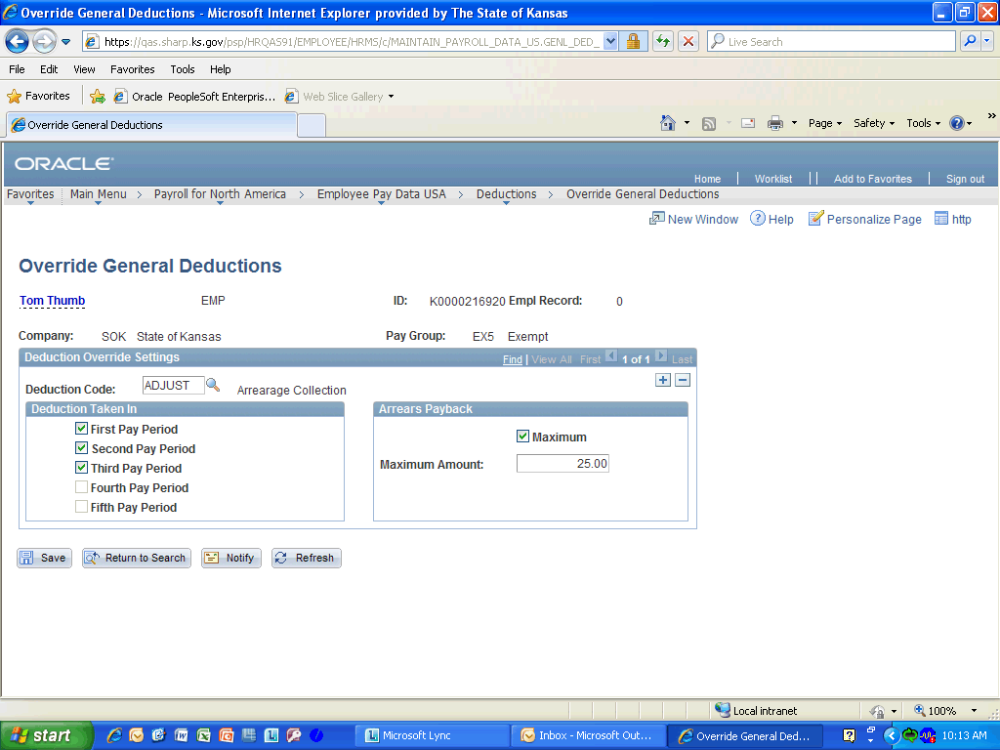 Override General Deductions - Microsoft Internet Explorer provided by The State of Kansas
https://qas.sharp.ks.gov/psp/HRQAS91/EMPLOYEE/HRMS/c/MAINTAIN_PAYROLL_DATA_US.GENL_DED_
Live Search
File Edit View Favorites Tools Help
Favorites Oracle PeopleSoft Enterpris... Web Slice Gallery
Override General Deductions
Page Safety Tools
ORACLE
Home Worklist Add to Favorites Sign out
Favorites Main Menu > Payroll for North America > Employee Pay Data USA > Deductions > Override General Deductions
New Window Help Personalize Page http
Override General Deductions
Tom Thumb EMP ID: K0000216920 Empl Record: 0
Company: SOK State of Kansas Pay Group: EX5 Exempt
Deduction Override Settings Find | View All First 1 of 1 Last
Deduction Code: ADJUST Arrearage Collection
Deduction Taken In
First Pay Period
Second Pay Period
Third Pay Period
Fourth Pay Period
Fifth Pay Period
Arrears Payback
Maximum
Maximum Amount: 25.00
Save Return to Search Notify Refresh
Local intranet 100%
start Microsoft Lync Inbox - Microsoft Out... Override General Ded... 10:13 AM